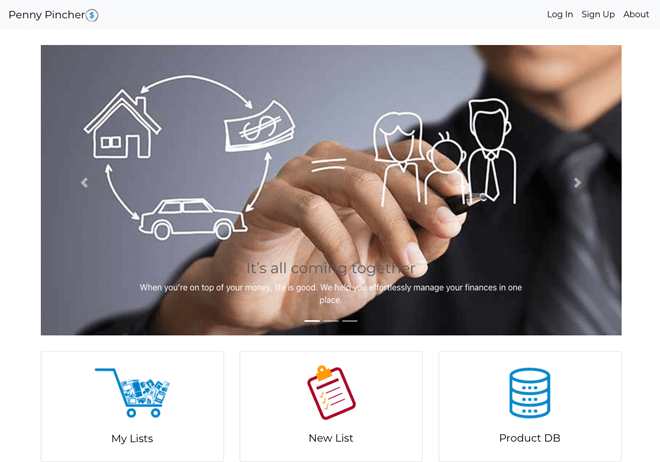 Penny Pincher
Log In Sign Up About
It's all coming together
When you're on top of your money, life is good. We help you effortlessly manage your finances in one
place.
My Lists
New List
Product DB